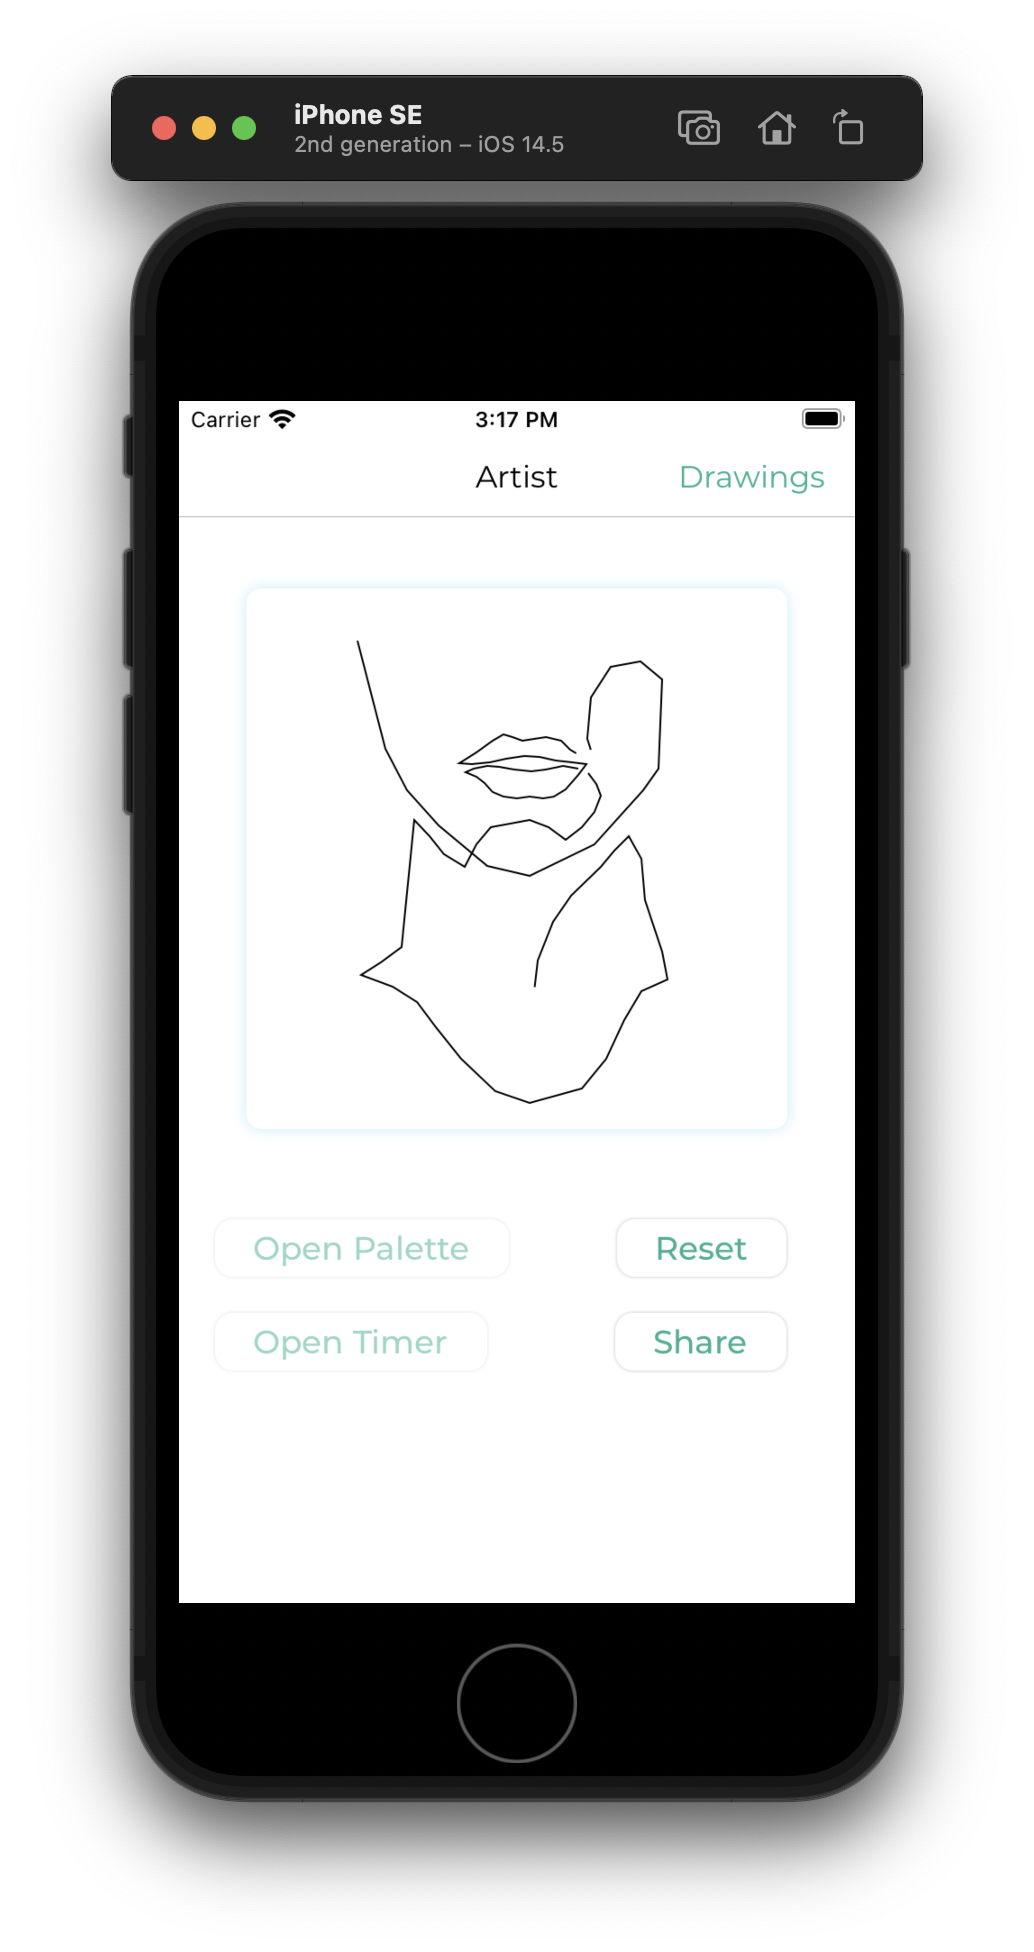 iPhone SE
2nd generation – iOS 14.5
Carrier 3:17 PM
Artist Drawings
Open Palette Reset
Open Timer Share